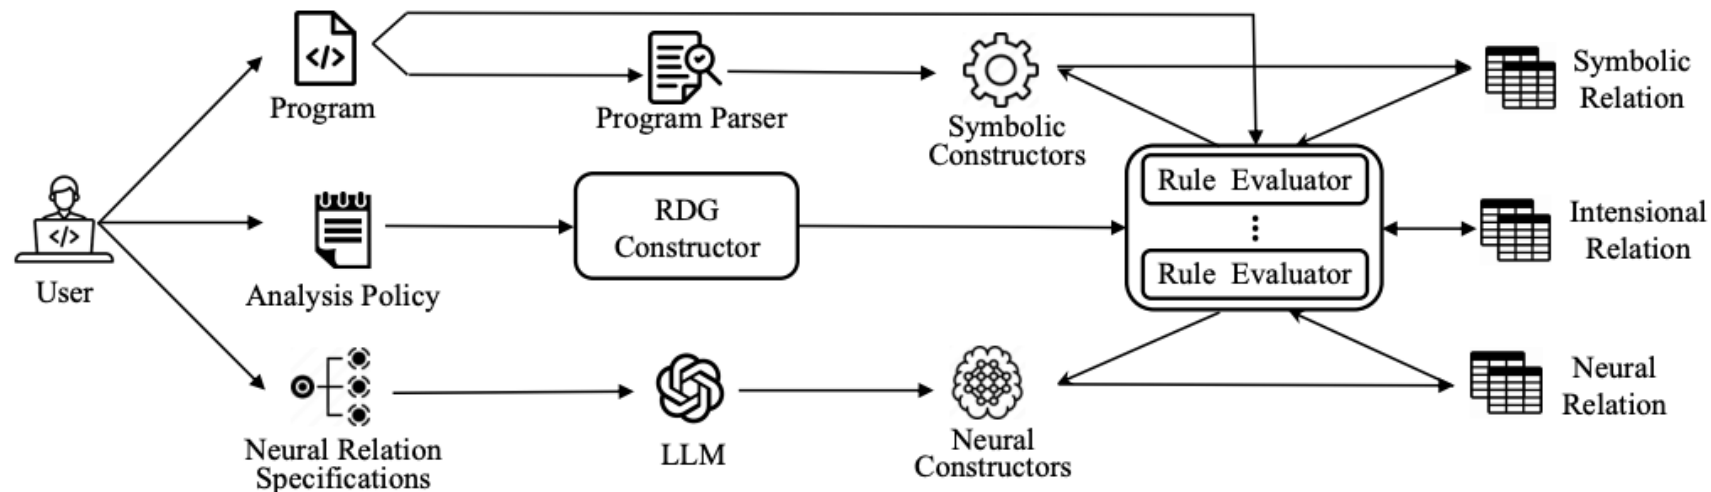 Program
Program Parser
Symbolic
Constructors
Symbolic
Relation
User
Analysis Policy
RDG
Constructor
Rule Evaluator
Rule Evaluator
Intensional
Relation
Neural Relation
Specifications
LLM
Neural
Constructors
Neural
Relation